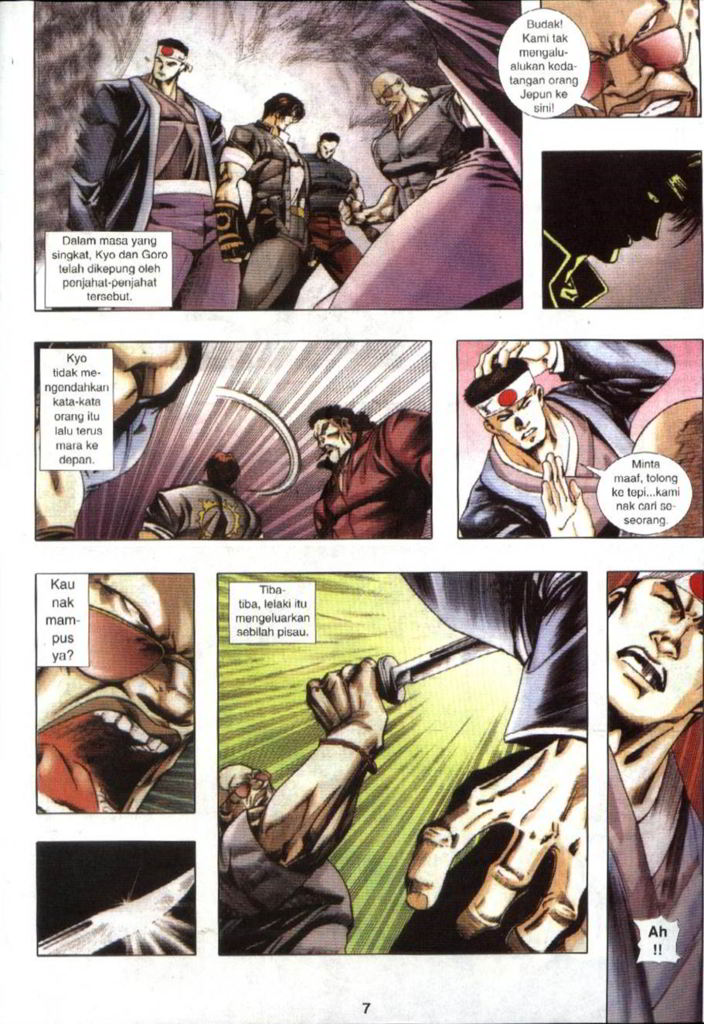 Dalam masa yang
singkat, Kyo dan Goro
telah dikepung oleh
penjahat-penjahat
tersebut.
Budak!
Kami tak
mengalu-
alukan keda-
tangan orang
Jepun ke
sini!
Kyo
tidak me-
ngendahkan
kata-kata
orang itu
lalu terus
mara ke
depan.
Minta
maaf, tolong
ke tepi...kami
nak cari se-
seorang.
Kau
nak
mam-
pus
ya?
Tiba-
tiba, lelaki itu
mengeluarkan
sebilah pisau.
Ah
!!
7